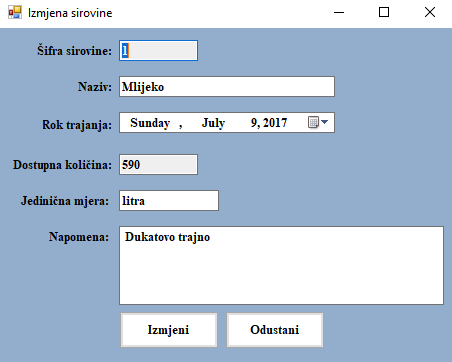 Izmjena sirovine
Šifra sirovine: 1
Naziv: Mlijeko
Rok trajanja: Sunday , July 9, 2017
Dostupna količina: 590
Jedinična mjera: litra
Napomena: Dukatovo trajno
Izmjeni Odustani